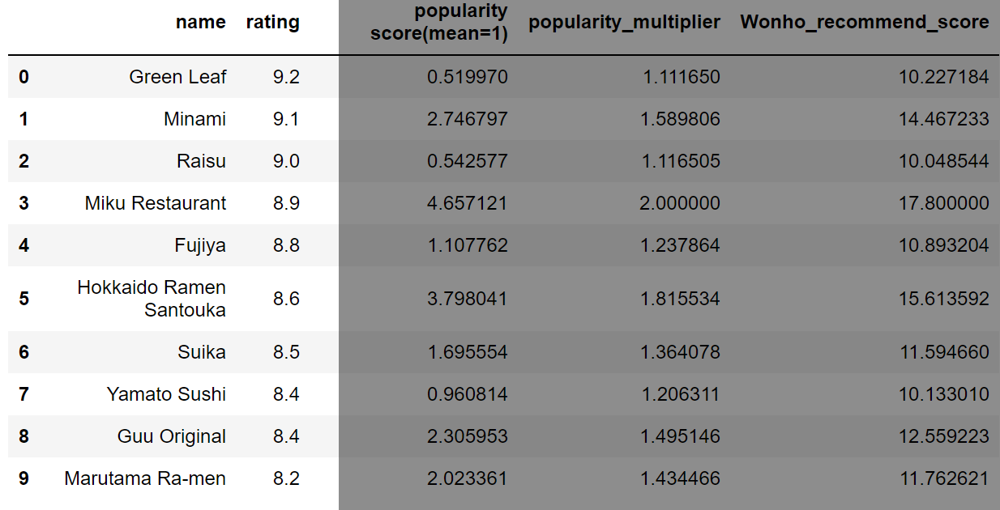 name rating popularity score(mean=1) popularity_multiplier Wonho_recommend_score
0 Green Leaf 9.2 0.519970 1.111650 10.227184
1 Minami 9.1 2.746797 1.589806 14.467233
2 Raisu 9.0 0.542577 1.116505 10.048544
3 Miku Restaurant 8.9 4.657121 2.000000 17.800000
4 Fujiya 8.8 1.107762 1.237864 10.893204
5 Hokkaido Ramen Santouka 8.6 3.798041 1.815534 15.613592
6 Suika 8.5 1.695554 1.364078 11.594660
7 Yamato Sushi 8.4 0.960814 1.206311 10.133010
8 Guu Original 8.4 2.305953 1.495146 12.559223
9 Marutama Ra-men 8.2 2.023361 1.434466 11.762621